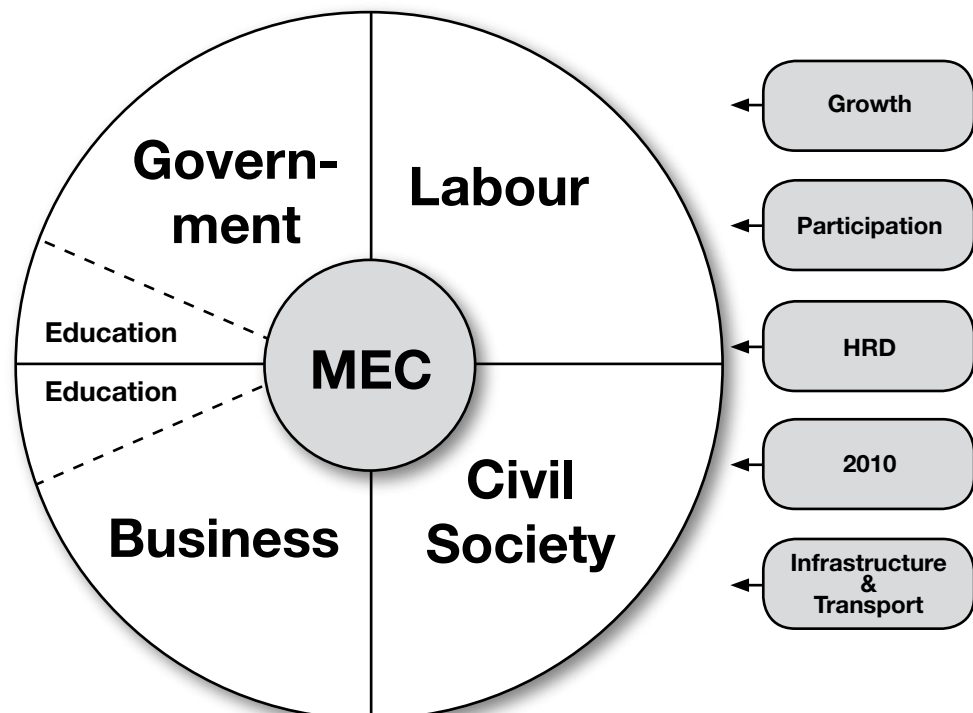 Govern-
ment
Labour
Education
MEC
Education
Business
Civil
Society
Growth
Participation
HRD
2010
Infrastructure
&
Transport